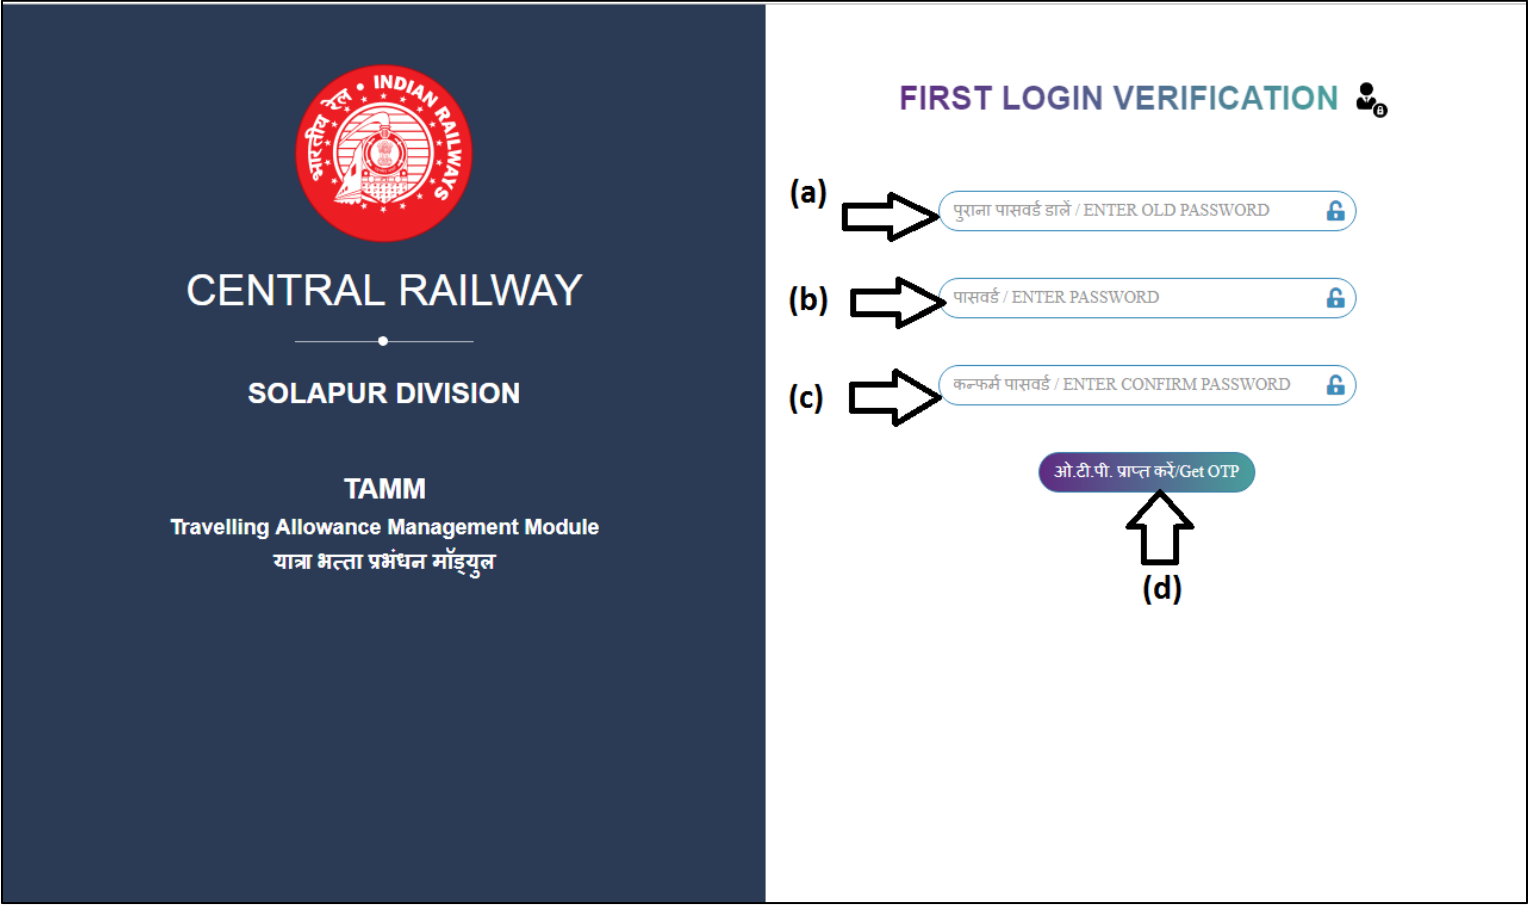 भारतीय रेल • INDIAN RAILWAYS
CENTRAL RAILWAY
SOLAPUR DIVISION
TAMM
Travelling Allowance Management Module
यात्रा भत्ता प्रभंधन मॉड्युल
FIRST LOGIN VERIFICATION
(a)
पुराना पासवर्ड डालें / ENTER OLD PASSWORD
(b)
पासवर्ड / ENTER PASSWORD
(c)
कन्फर्म पासवर्ड / ENTER CONFIRM PASSWORD
ओ.टी.पी. प्राप्त करें/Get OTP
(d)